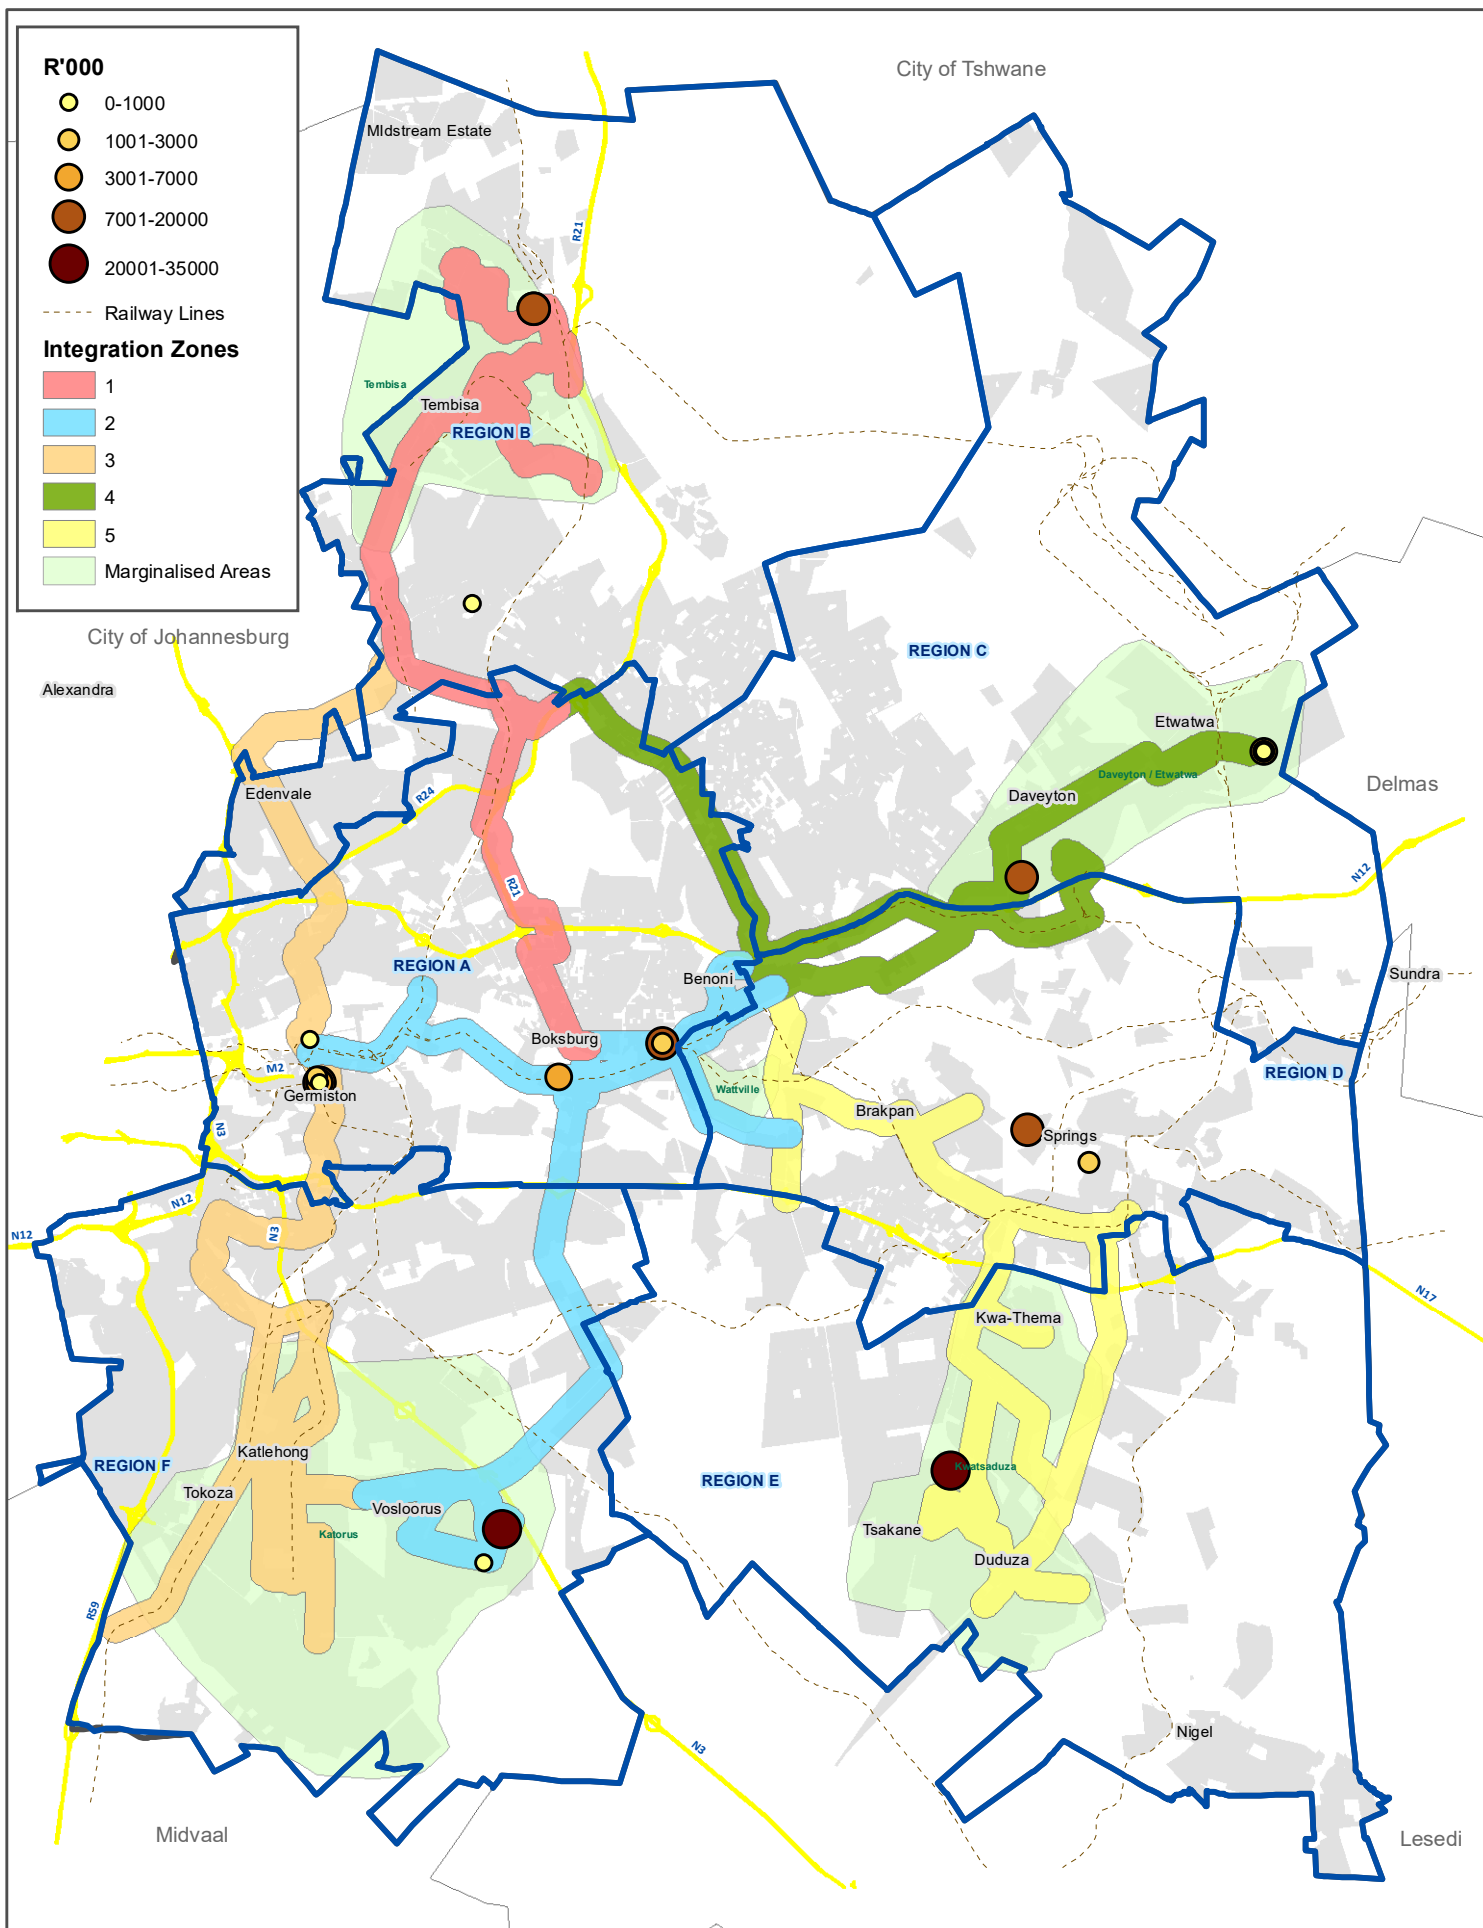 R'000
0-1000
1001-3000
3001-7000
7001-20000
20001-35000
Railway Lines
Integration Zones
1
2
3
4
5
Marginalised Areas
City of Tshwane
MIdstream Estate
R21
Tembisa
Tembisa
REGION B
City of Johannesburg
Alexandra
REGION C
Etwatwa
Daveyton / Etwatwa
Daveyton
Delmas
Edenvale
R24
R21
N12
REGION A
Benoni
Sundra
Boksburg
M2
Germiston
Wattville
REGION D
Brakpan
Springs
N3
N12
N12
N3
N17
Kwa-Thema
Katlehong
REGION F
Kwatsaduza
REGION E
Tokoza
Vosloorus
Katorus
Tsakane
Duduza
R59
Nigel
N3
Midvaal
Lesedi